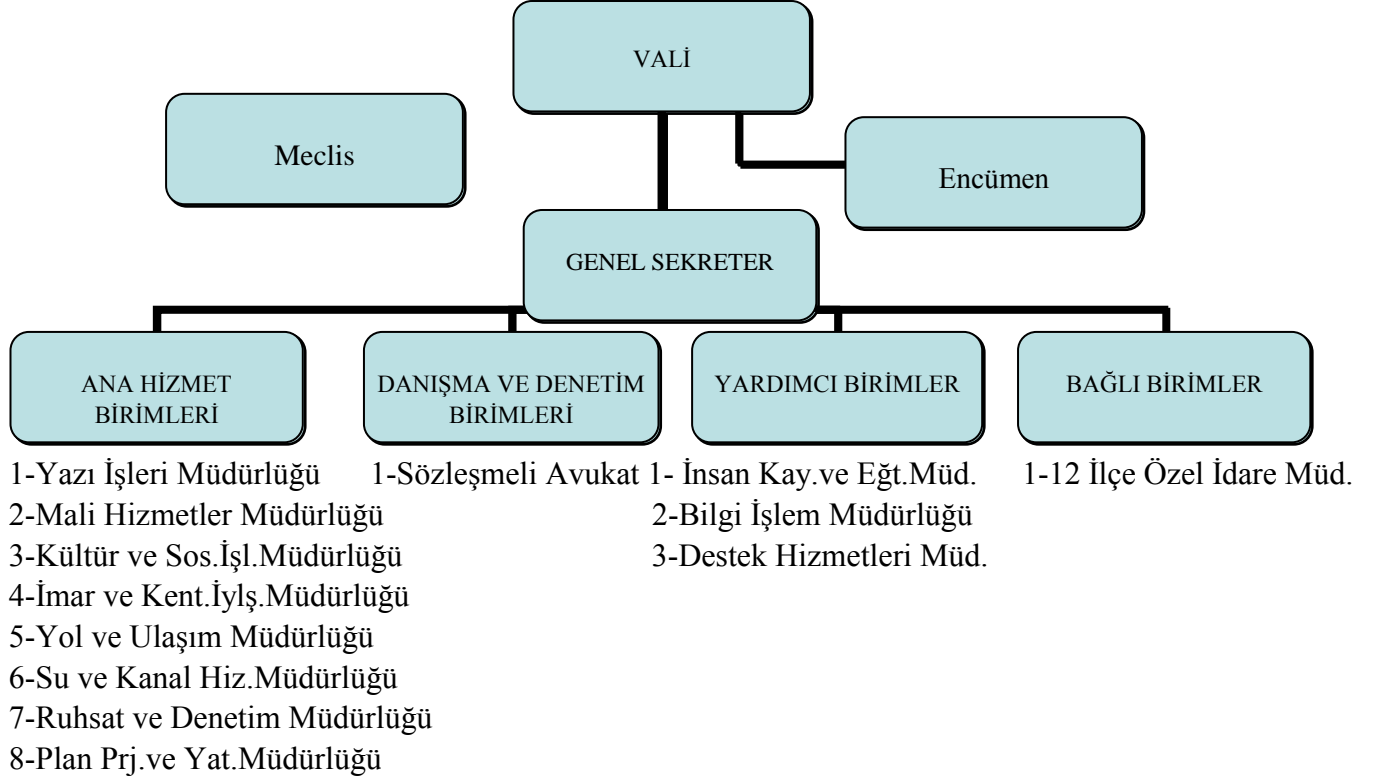 VALİ
Meclis
Encümen
GENEL SEKRETER
ANA HİZMET
BİRİMLERİ
DANIŞMA VE DENETİM
BİRİMLERİ
YARDIMCI BİRİMLER
BAĞLI BİRİMLER
1-Yazı İşleri Müdürlüğü 1-Sözleşmeli Avukat 1- İnsan Kay.ve Eğt.Müd. 1-12 İlçe Özel İdare Müd.
2-Mali Hizmetler Müdürlüğü 2-Bilgi İşlem Müdürlüğü
3-Kültür ve Sos.İşl.Müdürlüğü 3-Destek Hizmetleri Müd.
4-İmar ve Kent.İylş.Müdürlüğü
5-Yol ve Ulaşım Müdürlüğü
6-Su ve Kanal Hiz.Müdürlüğü
7-Ruhsat ve Denetim Müdürlüğü
8-Plan Prj.ve Yat.Müdürlüğü